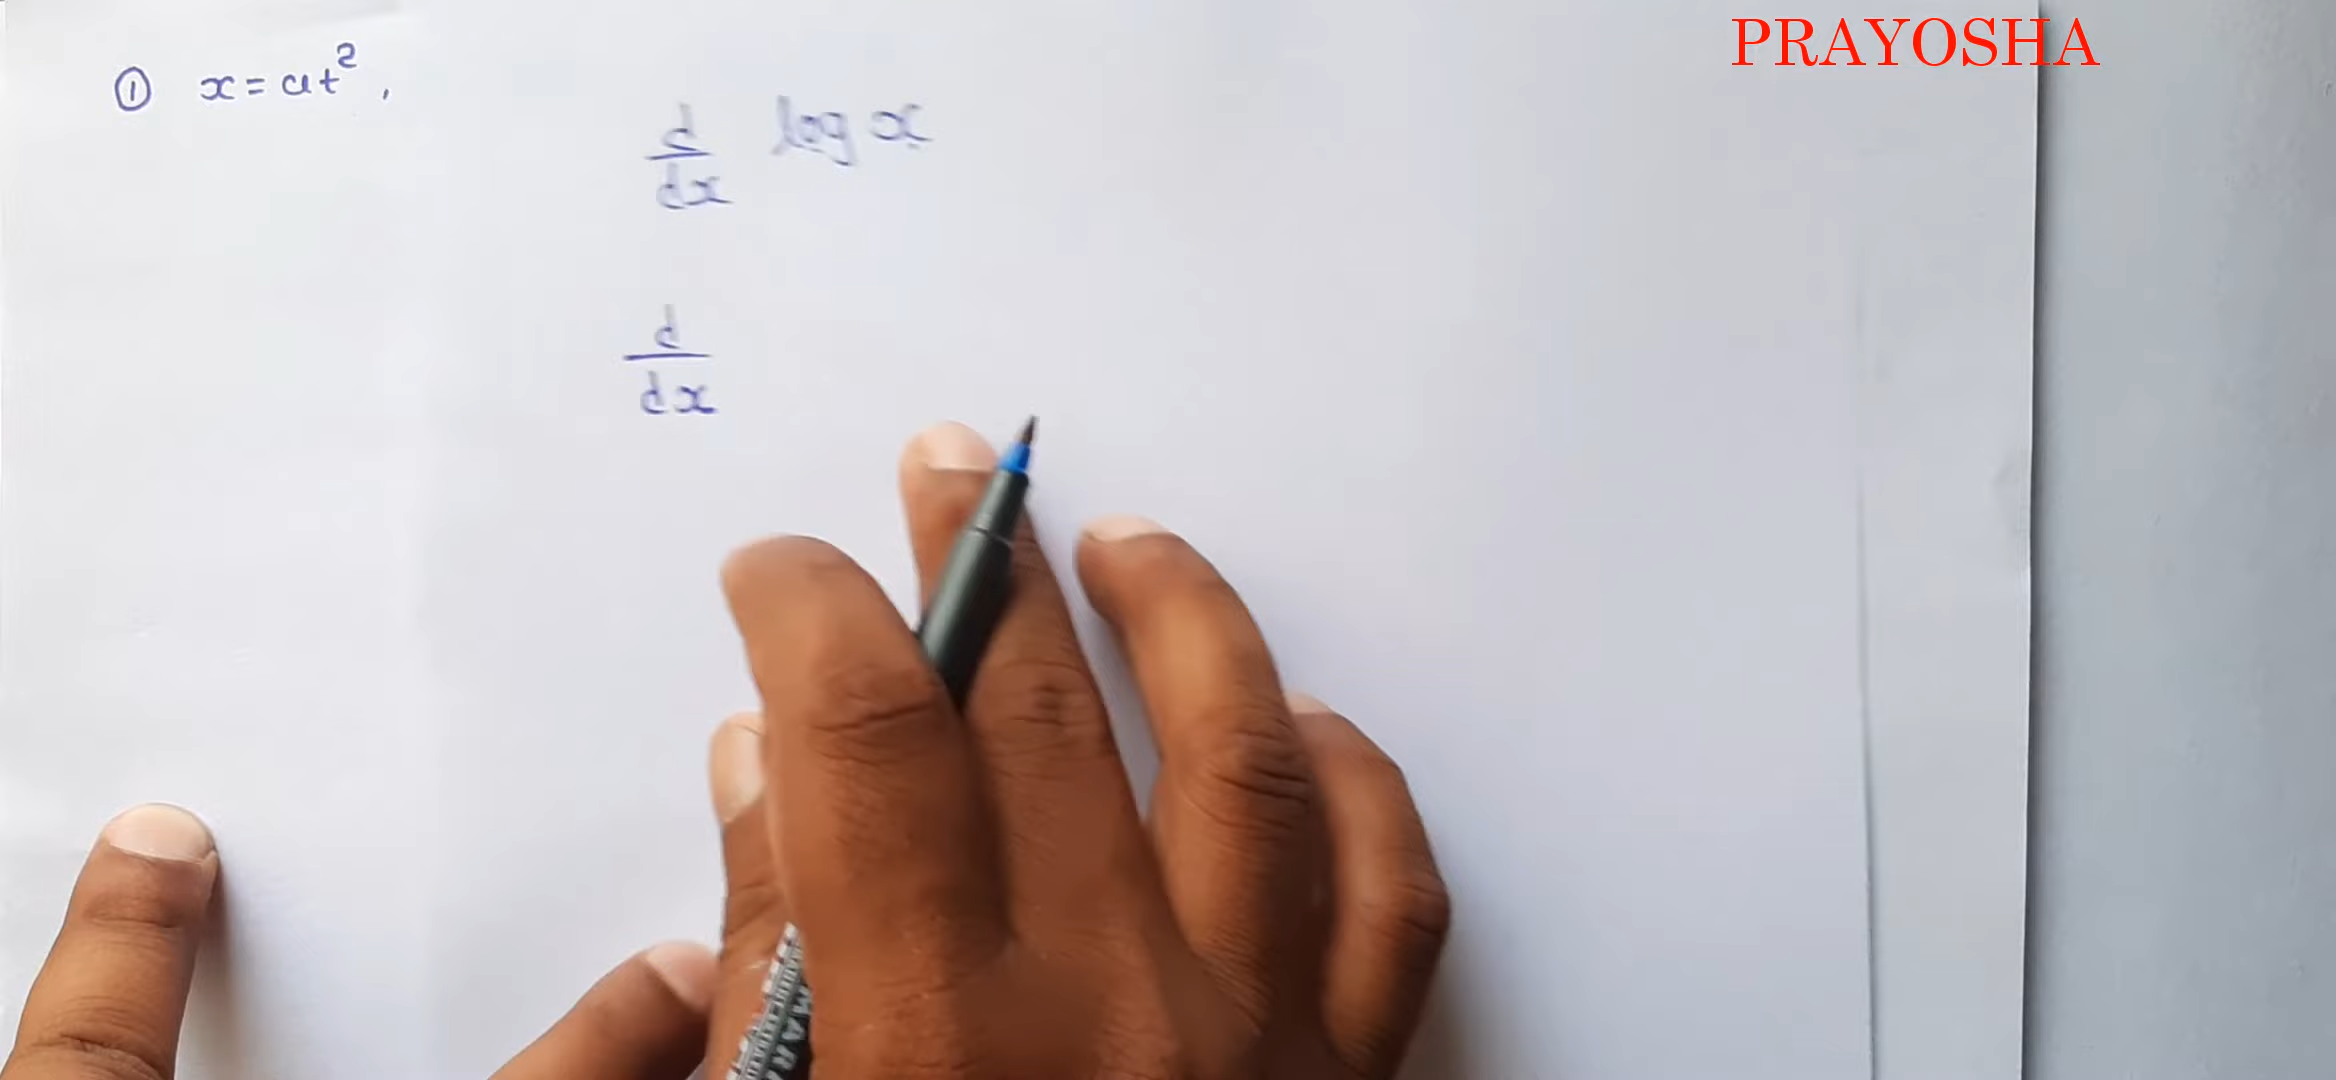 PRAYOSHA
① x = at²,
d/dx log x
d/dx